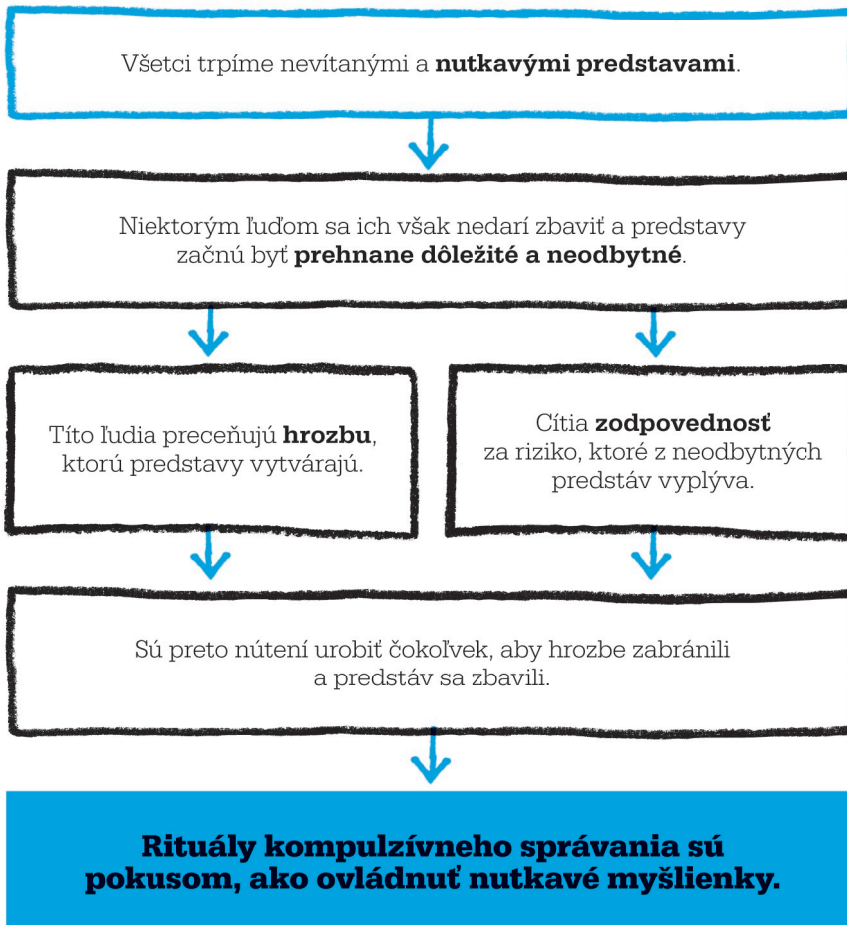 Všetci trpíme nevítanými a nutkavými predstavami.
Niektorým ľuďom sa ich však nedarí zbaviť a predstavy
začnú byť prehnane dôležité a neodbytné.
Títo ľudia preceňujú hrozbu,
ktorú predstavy vytvárajú.
Cítia zodpovednosť
za riziko, ktoré z neodbytných
predstáv vyplýva.
Sú preto nútení urobiť čokoľvek, aby hrozbe zabránili
a predstáv sa zbavili.
Rituály kompulzívneho správania sú
pokusom, ako ovládnuť nutkavé myšlienky.